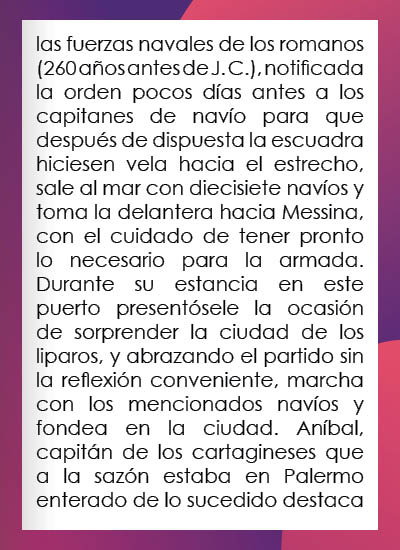 las fuerzas navales de los romanos
(260 años antes de J. C.), notificada
la orden pocos días antes a los
capitanes de navío para que
después de dispuesta la escuadra
hiciesen vela hacia el estrecho,
sale al mar con diecisiete navíos y
toma la delantera hacia Messina,
con el cuidado de tener pronto
lo necesario para la armada.
Durante su estancia en este
puerto presentósele la ocasión
de sorprender la ciudad de los
liparos, y abrazando el partido sin
la reflexión conveniente, marcha
con los mencionados navíos y
fondea en la ciudad. Aníbal,
capitán de los cartagineses que
a la sazón estaba en Palermo
enterado de lo sucedido destaca